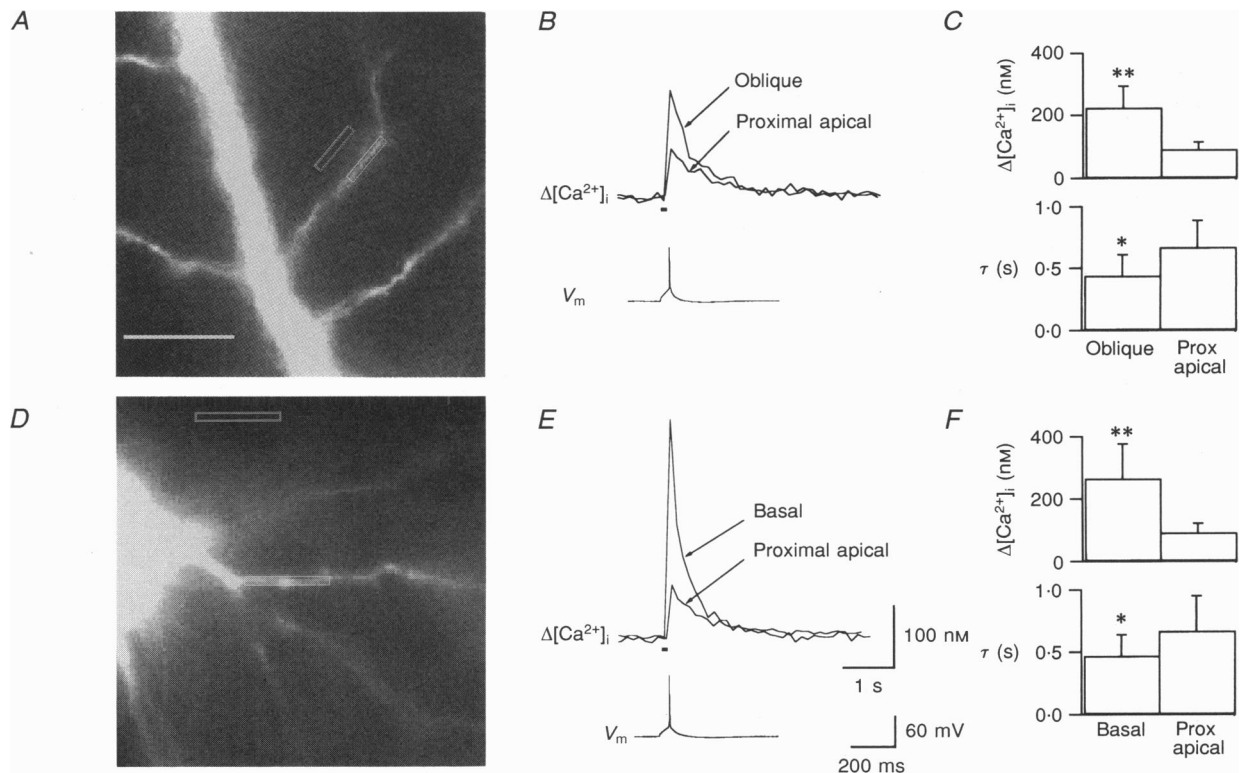 A
B
Oblique
Proximal apical
Δ[Ca²⁺]ᵢ
Vₘ
C
400
200
0
Δ[Ca²⁺]ᵢ (nM)
**
1·0
0·5
0·0
τ (s)
*
Oblique
Prox
apical
D
E
Basal
Proximal apical
Δ[Ca²⁺]ᵢ
100 nM
1 s
Vₘ
60 mV
200 ms
F
400
200
0
Δ[Ca²⁺]ᵢ (nM)
**
1·0
0·5
0·0
τ (s)
*
Basal
Prox
apical